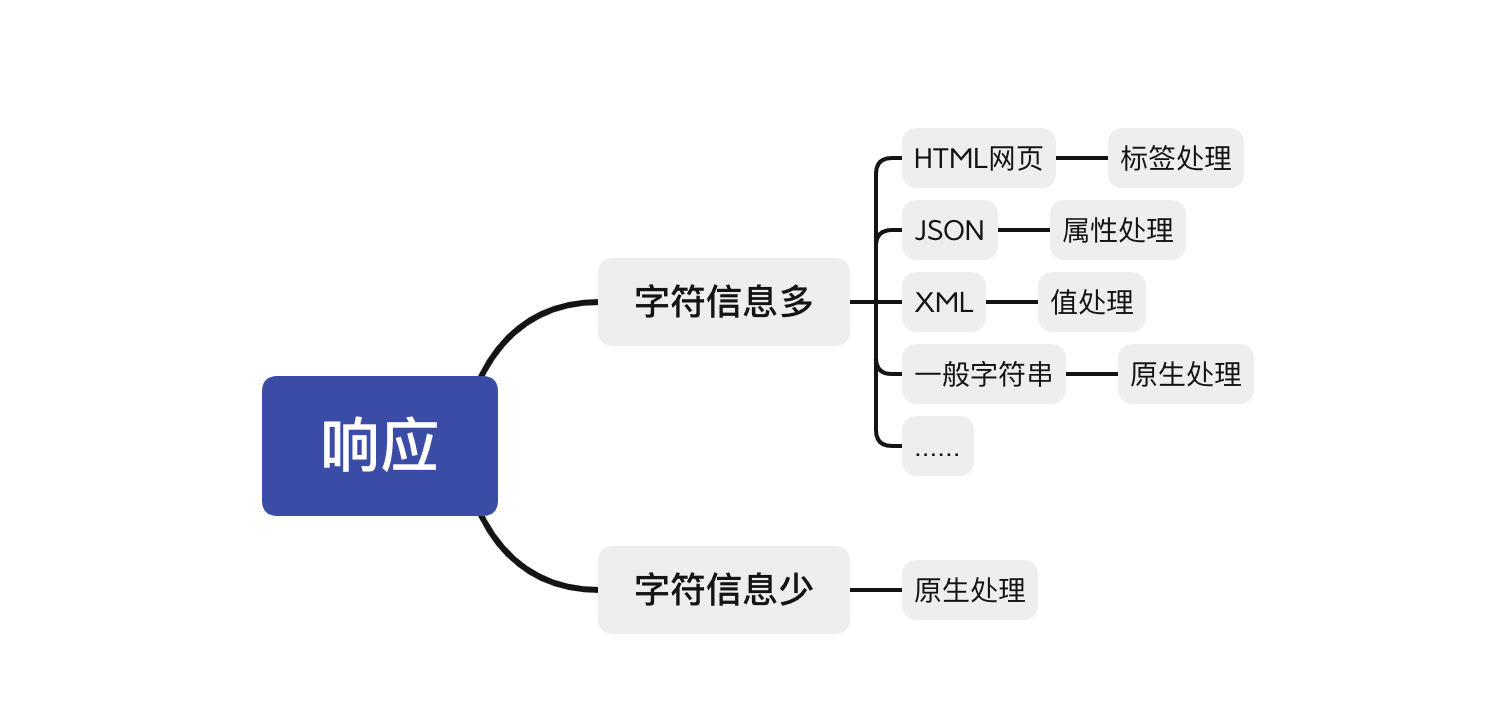 响应
字符信息多
HTML网页
标签处理
JSON
属性处理
XML
值处理
一般字符串
原生处理
......
字符信息少
原生处理